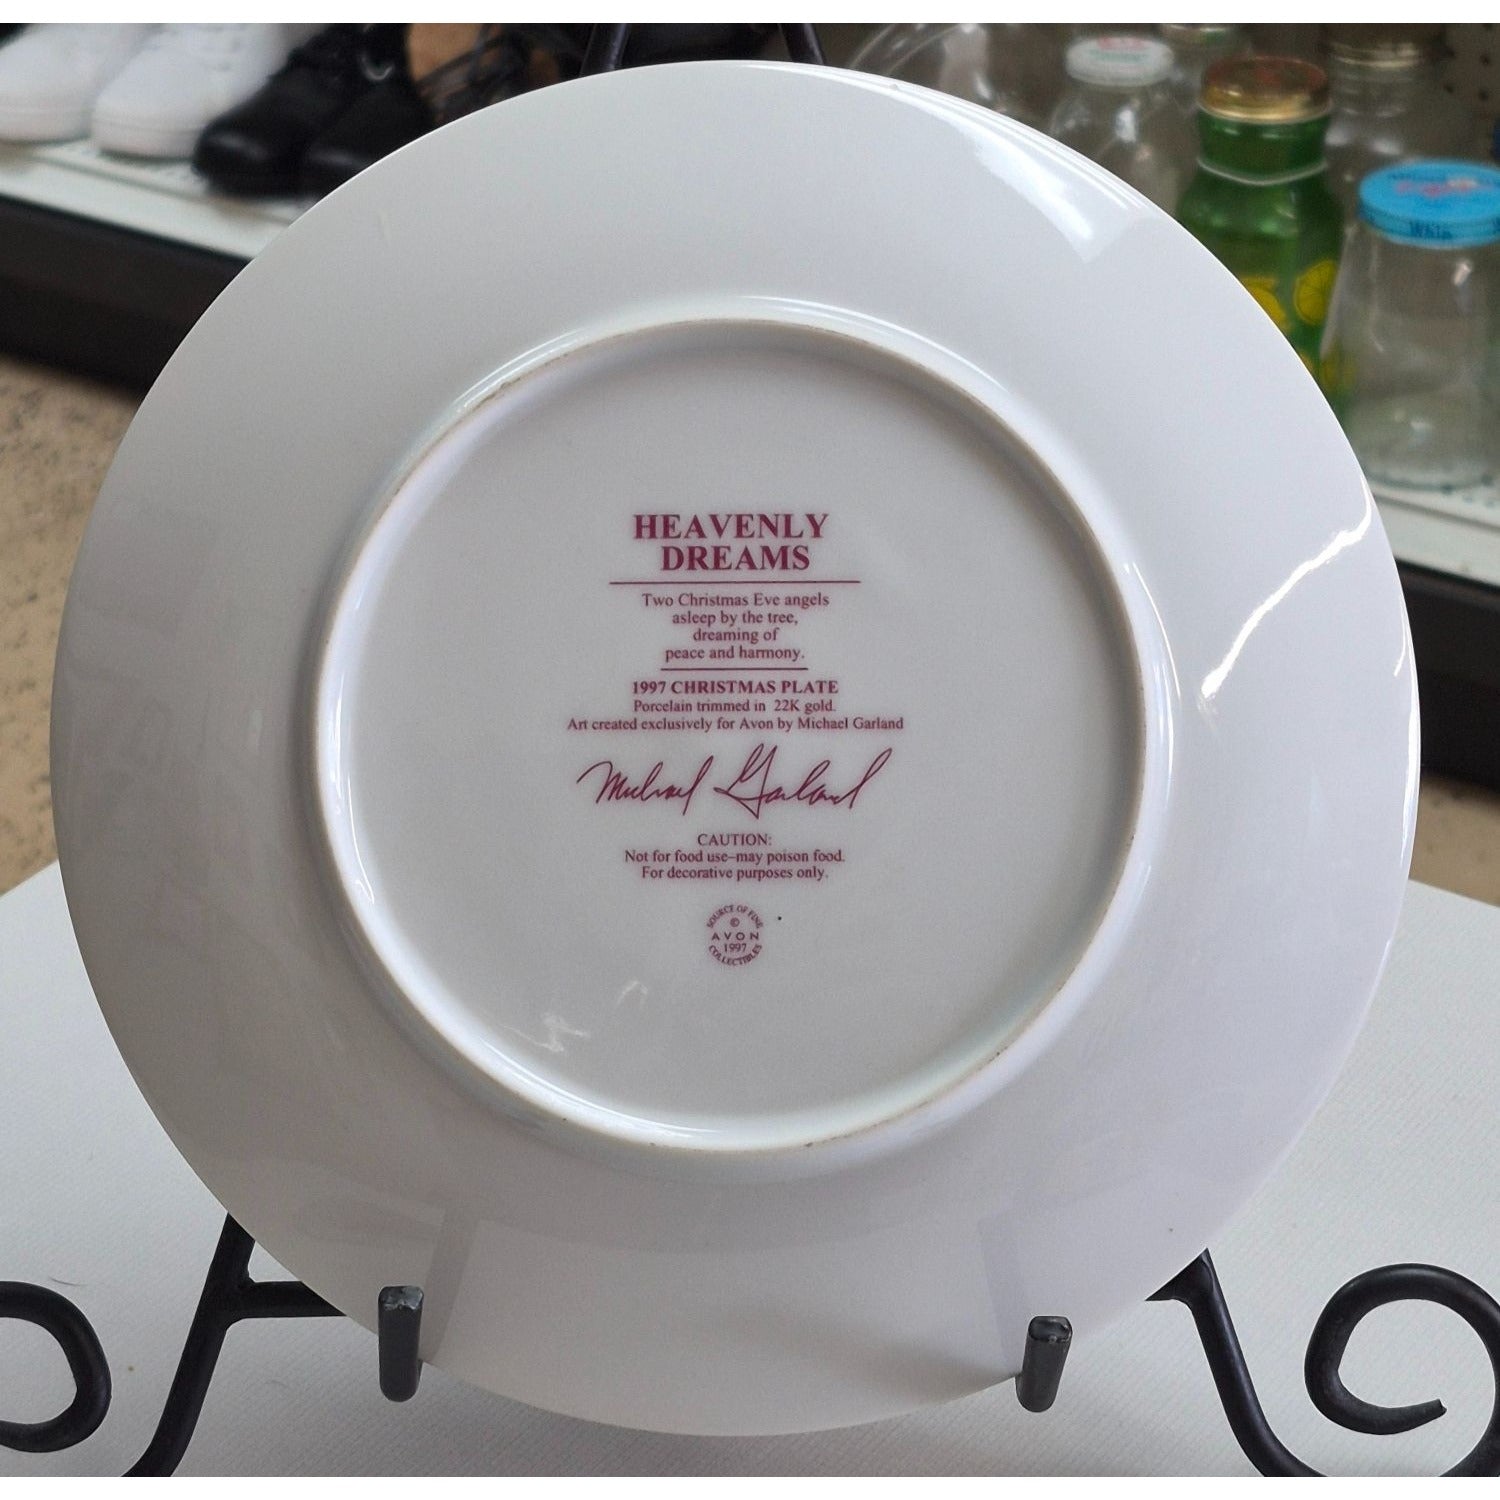 HEAVENLY
DREAMS
Two Christmas Eve angels
asleep by the tree,
dreaming of
peace and harmony.
1997 CHRISTMAS PLATE
Porcelain trimmed in 22K gold.
Art created exclusively for Avon by Michael Garland
Michael Garland
CAUTION:
Not for food use–may poison food.
For decorative purposes only.
SOURCE OF FINE
©
AVON
1997
COLLECTIBLES
Whip